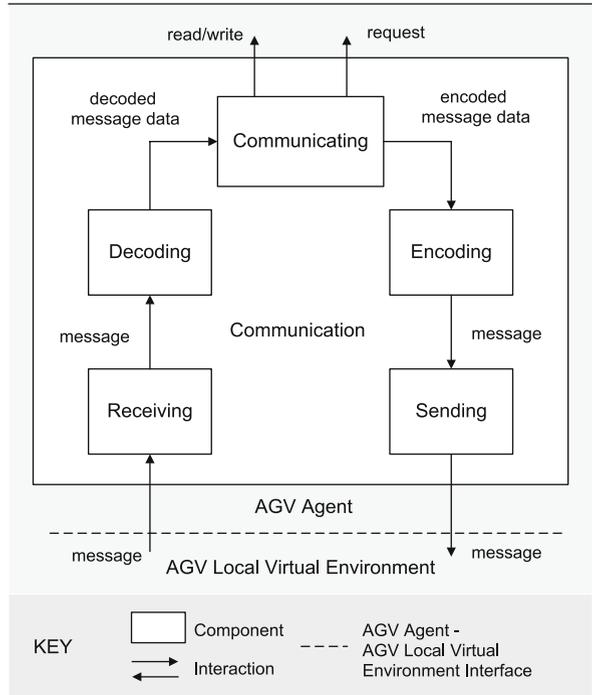 read/write
request
decoded
message data
encoded
message data
Communicating
Decoding
Encoding
message
Communication
message
Receiving
Sending
AGV Agent
message
AGV Local Virtual Environment
message
KEY
Component
Interaction
AGV Agent -
AGV Local Virtual
Environment Interface